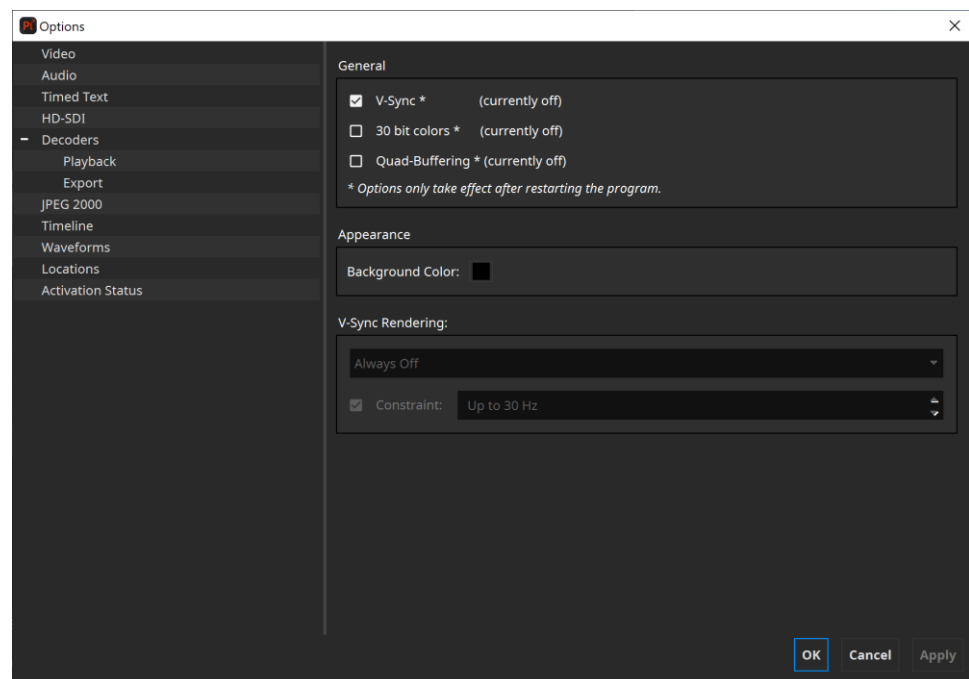 Pi Options
Video
Audio
Timed Text
HD-SDI
Decoders
Playback
Export
JPEG 2000
Timeline
Waveforms
Locations
Activation Status
General
V-Sync * (currently off)
30 bit colors * (currently off)
Quad-Buffering * (currently off)
* Options only take effect after restarting the program.
Appearance
Background Color:
V-Sync Rendering:
Always Off
Constraint: Up to 30 Hz
OK Cancel Apply